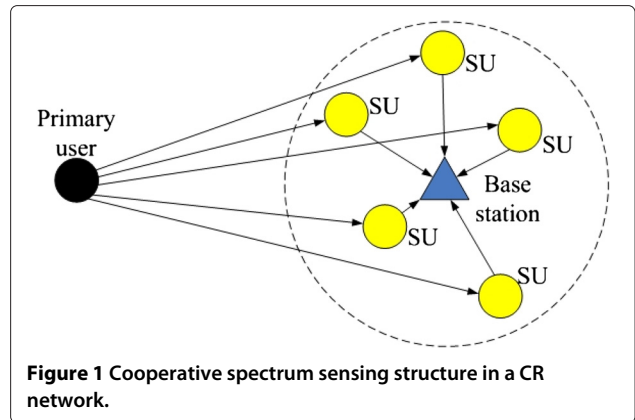 SU
SU
Primary
user
SU
Base
station
SU
SU
Figure 1 Cooperative spectrum sensing structure in a CR
network.